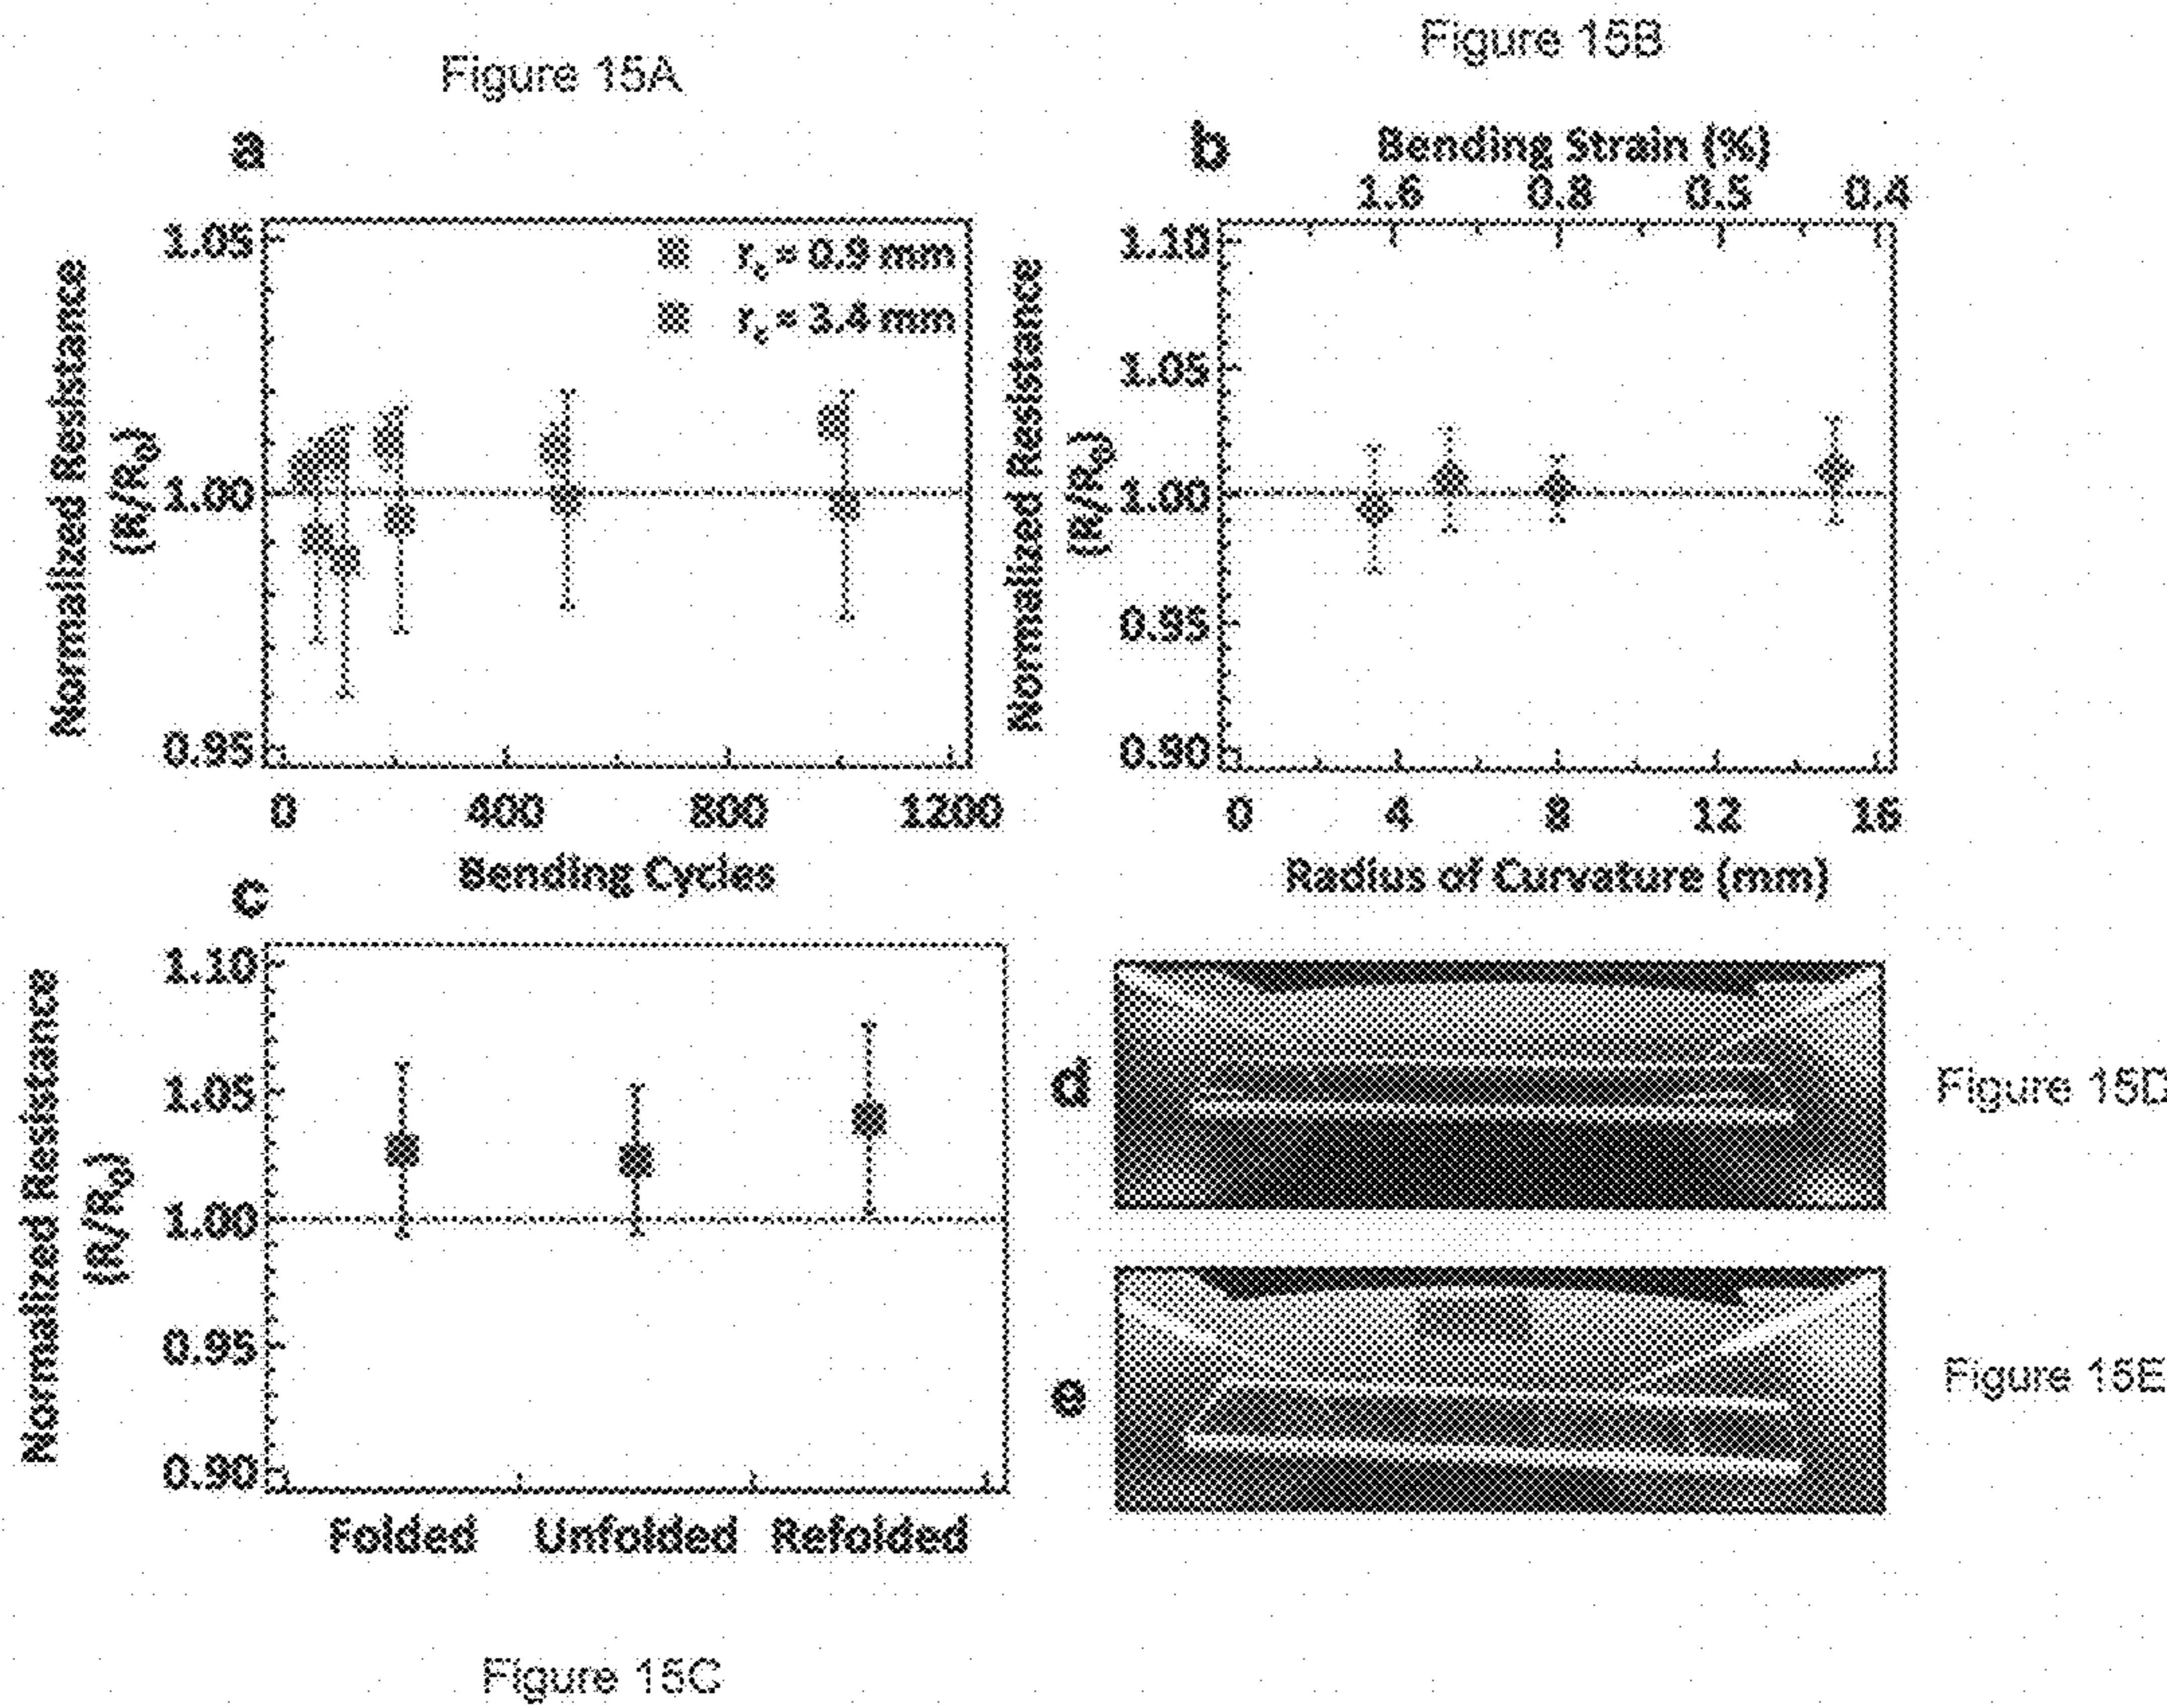 Figure 15A
a
Normalized Resistance
(R/R₀)
1.05
1.00
0.95
r_c = 0.9 mm
r_c = 3.4 mm
0 400 800 1200
Bending Cycles
Figure 15B
b
Bending Strain (%)
1.6 0.8 0.5 0.4
Normalized Resistance
(R/R₀)
1.10
1.05
1.00
0.95
0.90
0 4 8 12 16
Radius of Curvature (mm)
c
Normalized Resistance
(R/R₀)
1.10
1.05
1.00
0.95
0.90
Folded Unfolded Refolded
Figure 15C
d
Figure 15D
e
Figure 15E